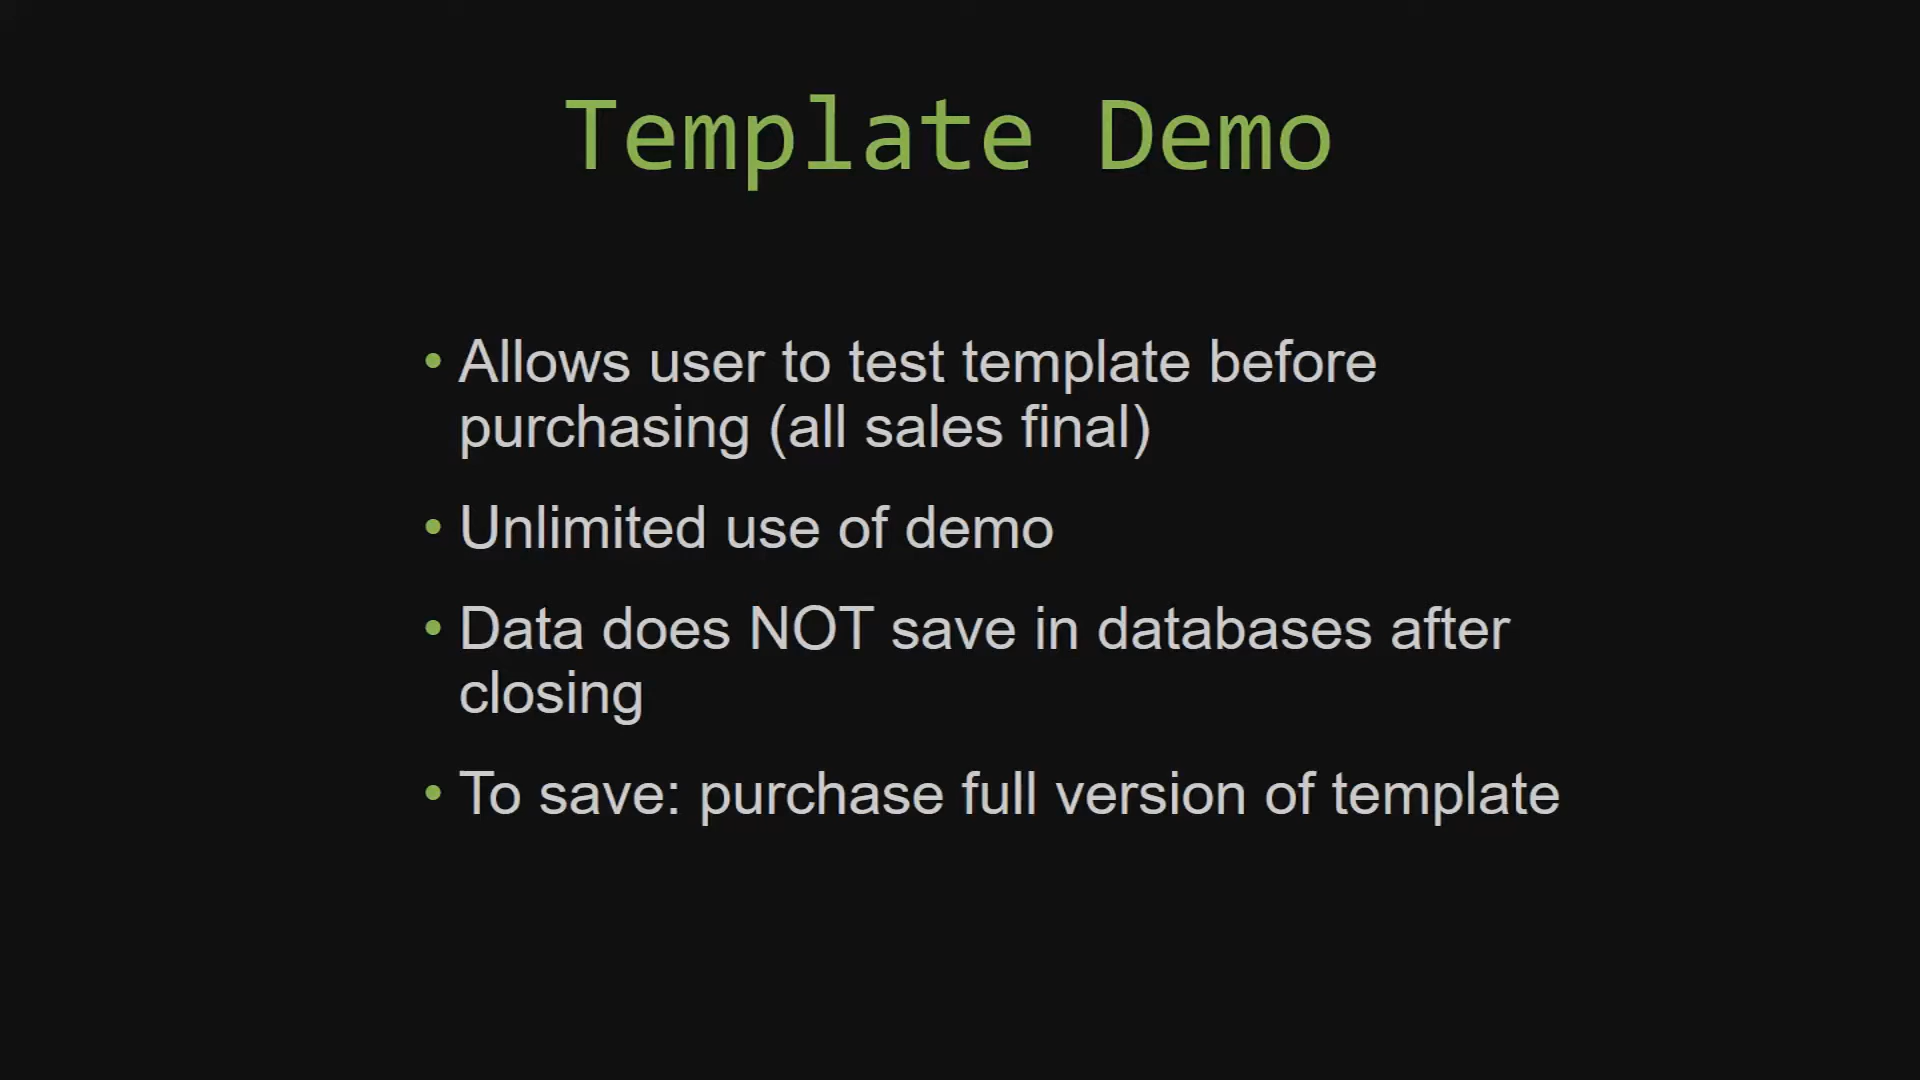 Template Demo
• Allows user to test template before
purchasing (all sales final)
• Unlimited use of demo
• Data does NOT save in databases after
closing
• To save: purchase full version of template